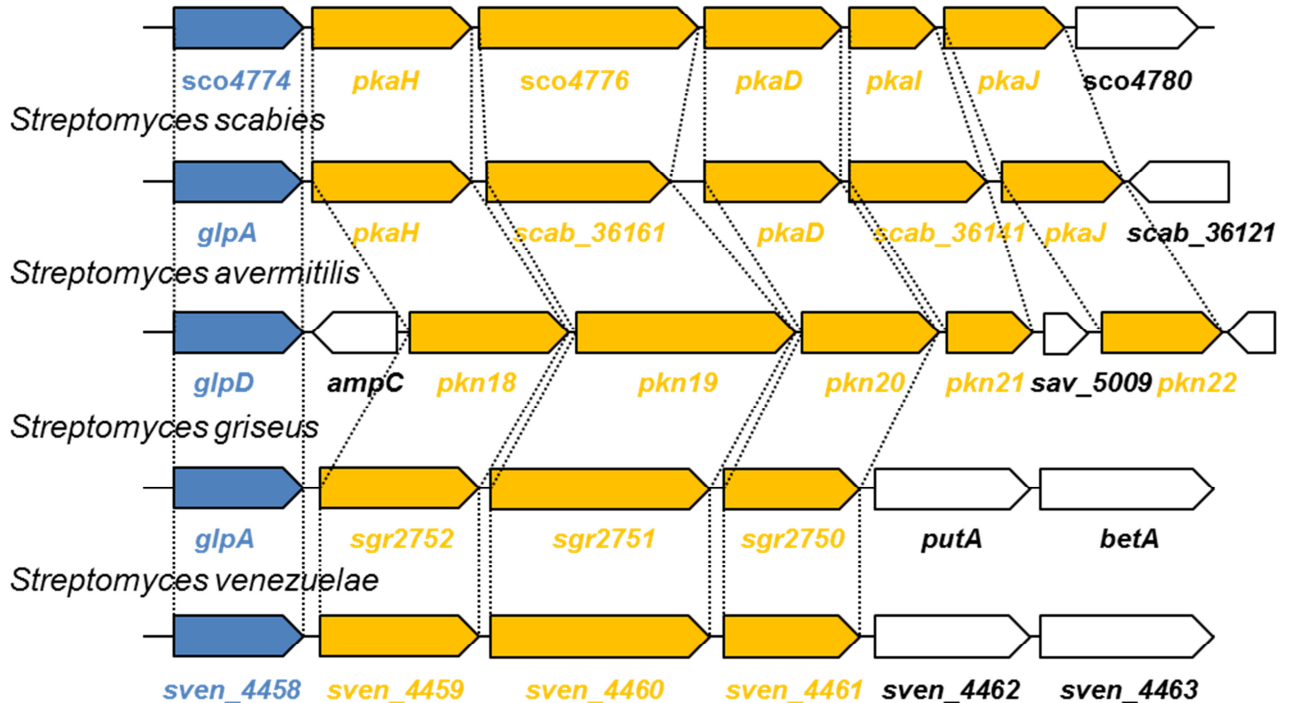 sco4774 pkaH sco4776 pkaD pkaI pkaJ sco4780
Streptomyces scabies
glpA pkaH scab_36161 pkaD scab_36141 pkaJ scab_36121
Streptomyces avermitilis
glpD ampC pkn18 pkn19 pkn20 pkn21 sav_5009 pkn22
Streptomyces griseus
glpA sgr2752 sgr2751 sgr2750 putA betA
Streptomyces venezuelae
sven_4458 sven_4459 sven_4460 sven_4461 sven_4462 sven_4463